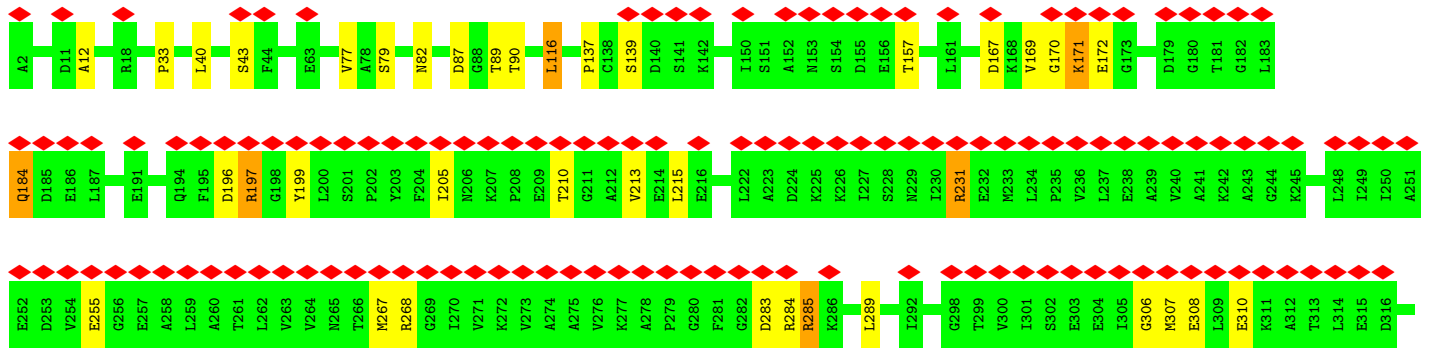 A2 D11 A12 R18 P33 L40 S43 F44 E63 V77 A78 S79 N82 D87 G88 T89 T90 L116 P137 C138 S139 D140 S141 K142 I150 S151 A152 N153 S154 D155 E156 T157 L161 D167 K168 V169 G170 K171 E172 G173 D179 G180 T181 G182 L183
Q184 D185 E186 L187 E191 Q194 F195 D196 R197 G198 Y199 L200 S201 P202 Y203 F204 I205 N206 K207 P208 E209 T210 G211 A212 V213 E214 L215 E216 L222 A223 D224 K225 K226 I227 S228 N229 I230 R231 E232 M233 L234 P235 V236 L237 E238 A239 V240 A241 K242 A243 G244 K245 L248 I249 I250 A251
E252 D253 V254 E255 G256 E257 A258 L259 A260 T261 L262 V263 V264 N265 T266 M267 R268 G269 I270 V271 K272 V273 A274 A275 V276 K277 A278 P279 G280 F281 G282 D283 R284 R285 K286 L289 I292 G298 T299 V300 I301 S302 E303 E304 I305 G306 M307 E308 L309 E310 K311 A312 T313 L314 E315 D316